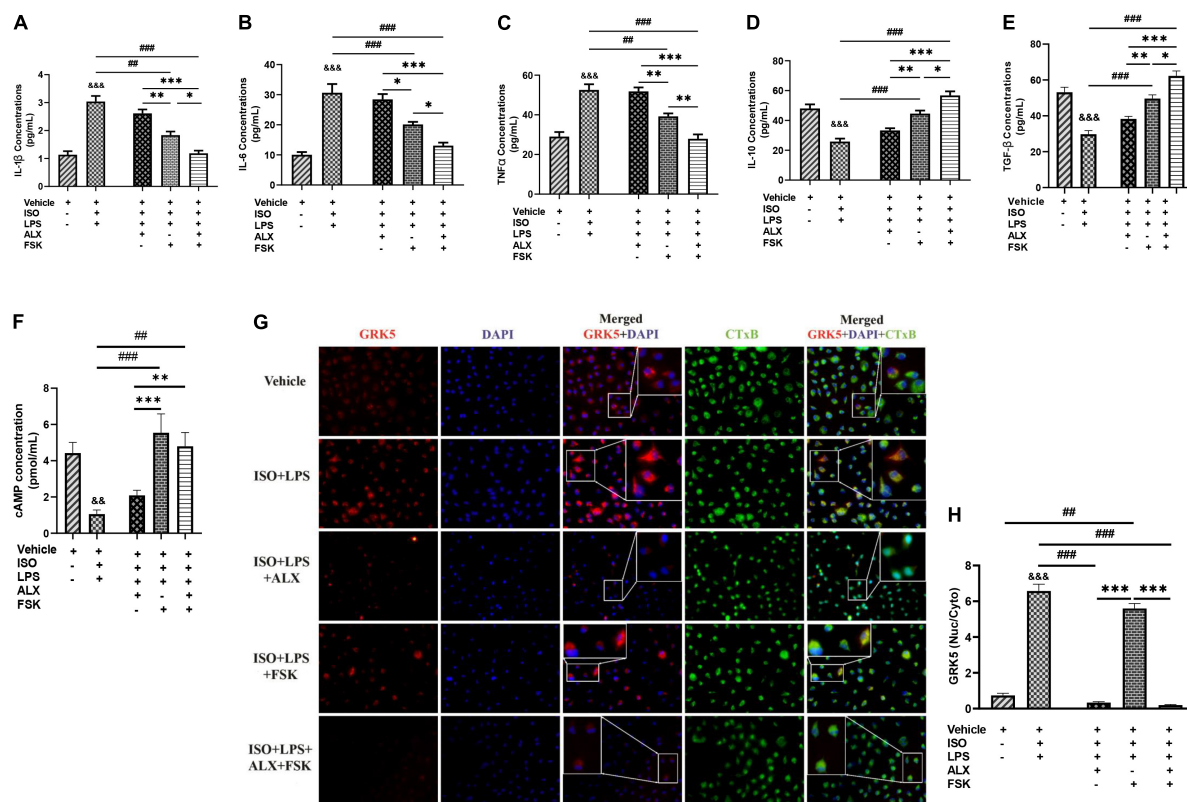 A
B
C
D
E
###
##
***
**
*
&&&
IL-1β Concentrations
(pg/mL)
4
3
2
1
0
Vehicle + + + + +
ISO - + + + +
LPS - + + + +
ALX + - +
FSK - + +
###
###
***
*
*
&&&
IL-6 Concentrations
(pg/mL)
40
30
20
10
0
Vehicle + + + + +
ISO - + + + +
LPS - + + + +
ALX + - +
FSK - + +
###
##
***
**
**
&&&
TNFα Concentrations
(pg/mL)
80
60
40
20
0
Vehicle + + + + +
ISO - + + + +
LPS - + + + +
ALX + - +
FSK - + +
###
***
**
*
###
&&&
IL-10 Concentrations
(pg/mL)
80
60
40
20
0
Vehicle + + + + +
ISO - + + + +
LPS - + + + +
ALX + - +
FSK - + +
###
***
**
*
###
&&&
TGF-β Concentrations
(pg/mL)
80
60
40
20
0
Vehicle + + + + +
ISO - + + + +
LPS - + + + +
ALX + - +
FSK - + +
F
##
###
**
***
&&
cAMP concentration
(pmol/mL)
8
6
4
2
0
Vehicle + + + + +
ISO - + + + +
LPS - + + + +
ALX + - +
FSK - + +
G
GRK5
DAPI
Merged
GRK5+DAPI
CTxB
Merged
GRK5+DAPI+CTxB
Vehicle
ISO+LPS
ISO+LPS
+ALX
ISO+LPS
+FSK
ISO+LPS+
ALX+FSK
H
##
###
###
&&&
***
***
GRK5 (Nuc/Cyto)
8
6
4
2
0
Vehicle + + + + +
ISO - + + + +
LPS - + + + +
ALX + - +
FSK - + +